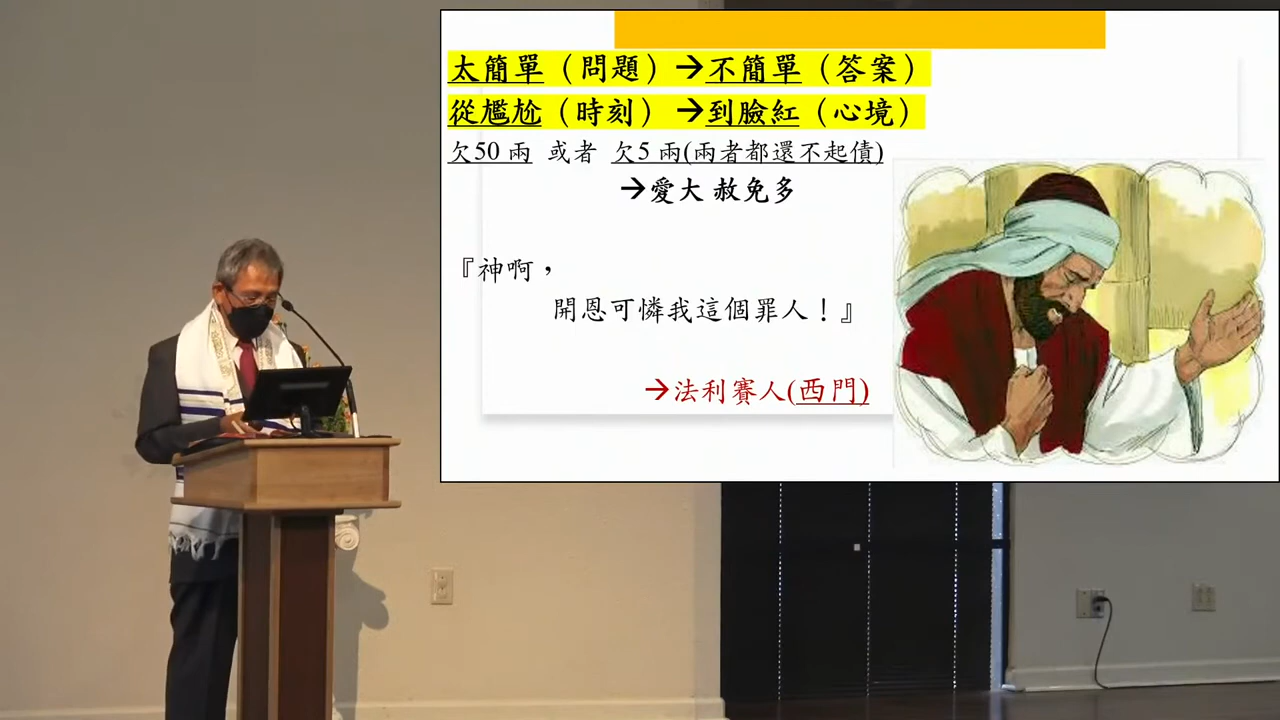 太簡單（問題）→不簡單（答案）
從尷尬（時刻）→到臉紅（心境）
欠50 兩 或者 欠5 兩(兩者都還不起債)
→愛大 赦免多
『神啊，
開恩可憐我這個罪人！』
→法利賽人(西門)